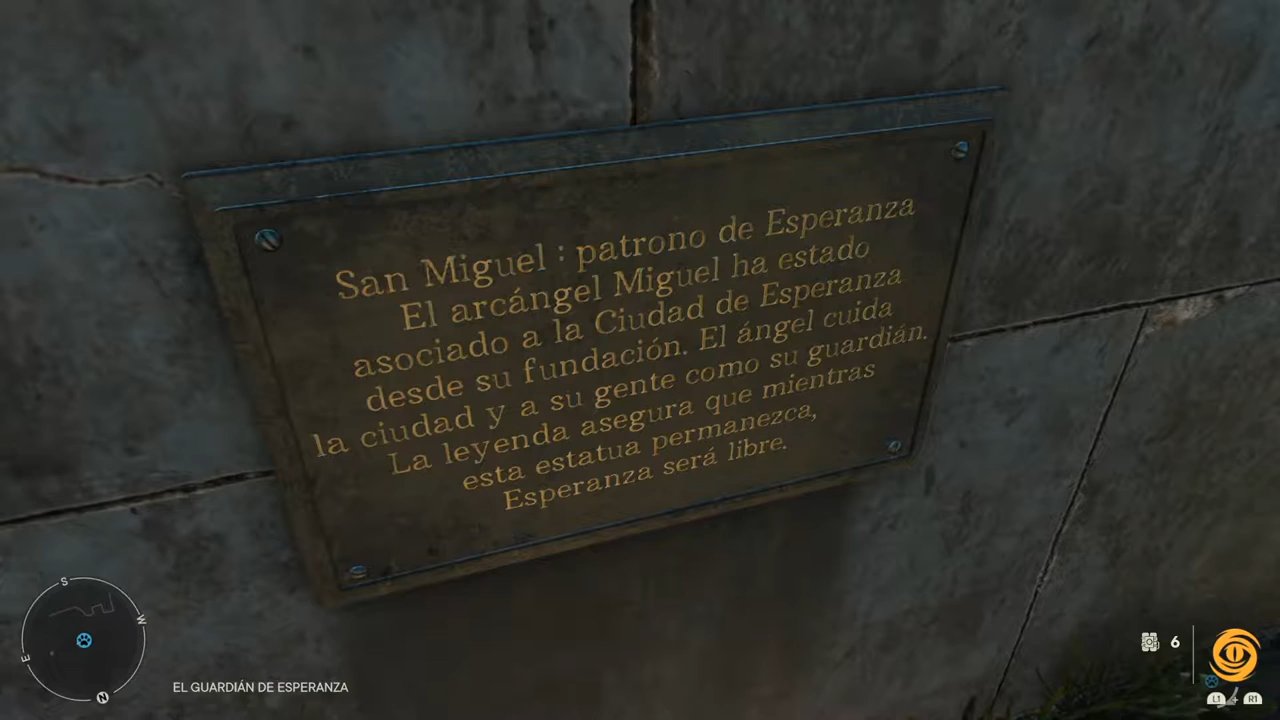 San Miguel : patrono de Esperanza
El arcángel Miguel ha estado
asociado a la Ciudad de Esperanza
desde su fundación. El ángel cuida
la ciudad y a su gente como su guardián.
La leyenda asegura que mientras
esta estatua permanezca,
Esperanza será libre.
S
W
E
N
EL GUARDIÁN DE ESPERANZA
6
L1 + R1